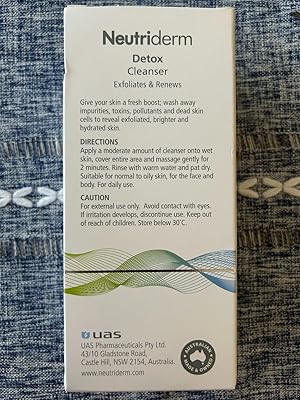 Neutriderm
Detox
Cleanser
Exfoliates & Renews
Give your skin a fresh boost; wash away
impurities, toxins, pollutants and dead skin
cells to reveal exfoliated, brighter and
hydrated skin.
DIRECTIONS
Apply a moderate amount of cleanser onto wet
skin, cover entire area and massage gently for
2 minutes. Rinse with warm water and pat dry.
Suitable for normal to oily skin, for the face and
body. For daily use.
CAUTION
For external use only. Avoid contact with eyes.
If irritation develops, discontinue use. Keep out
of reach of children. Store below 30°C.
uas
UAS Pharmaceuticals Pty Ltd.
43/10 Gladstone Road,
Castle Hill, NSW 2154, Australia.
www.neutriderm.com
AUSTRALIAN
MADE & OWNED